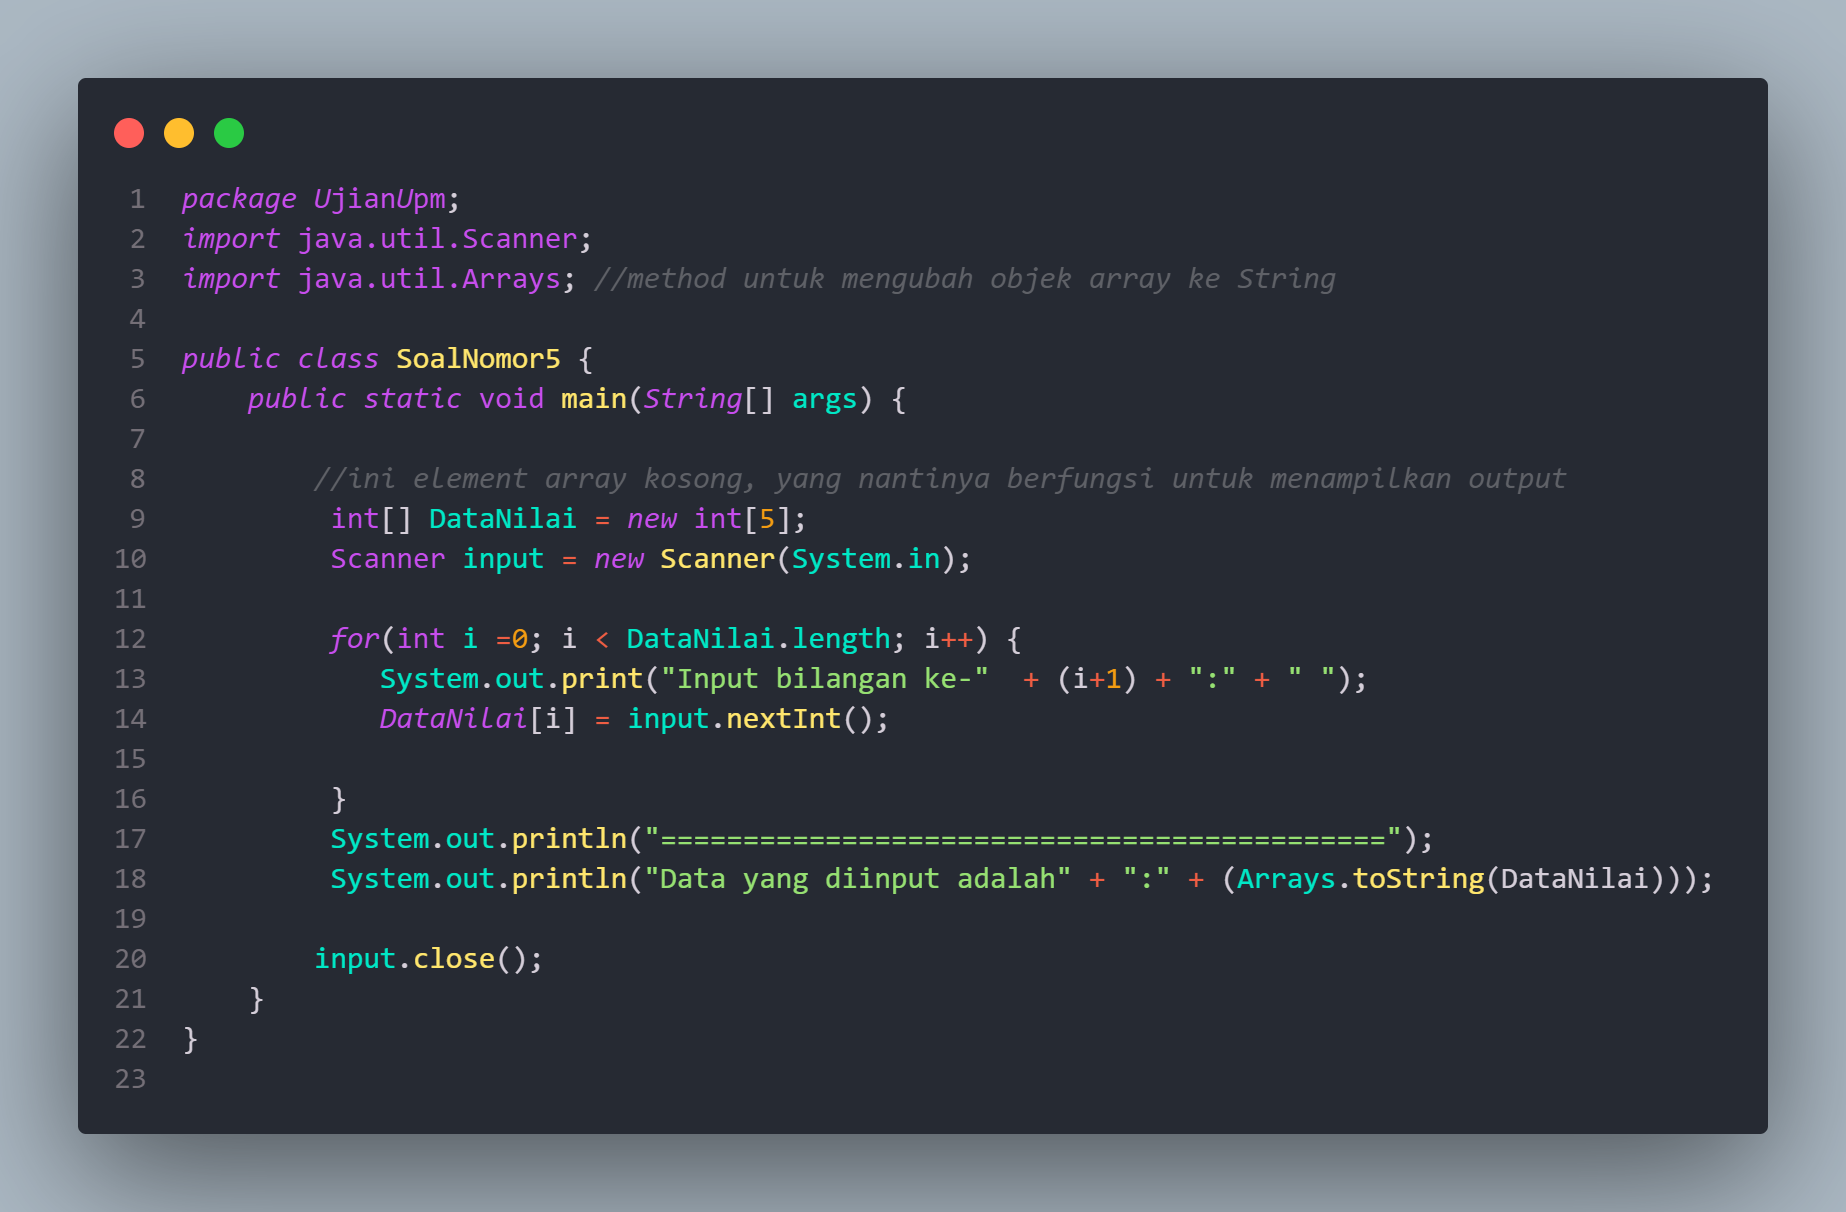 1 package UjianUpm;
2 import java.util.Scanner;
3 import java.util.Arrays; //method untuk mengubah objek array ke String
4
5 public class SoalNomor5 {
6     public static void main(String[] args) {
7
8         //ini element array kosong, yang nantinya berfungsi untuk menampilkan output
9          int[] DataNilai = new int[5];
10          Scanner input = new Scanner(System.in);
11
12          for(int i =0; i < DataNilai.length; i++) {
13             System.out.print("Input bilangan ke-"  + (i+1) + ":" + " ");
14             DataNilai[i] = input.nextInt();
15
16          }
17          System.out.println("============================================");
18          System.out.println("Data yang diinput adalah" + ":" + (Arrays.toString(DataNilai)));
19
20         input.close();
21     }
22 }
23